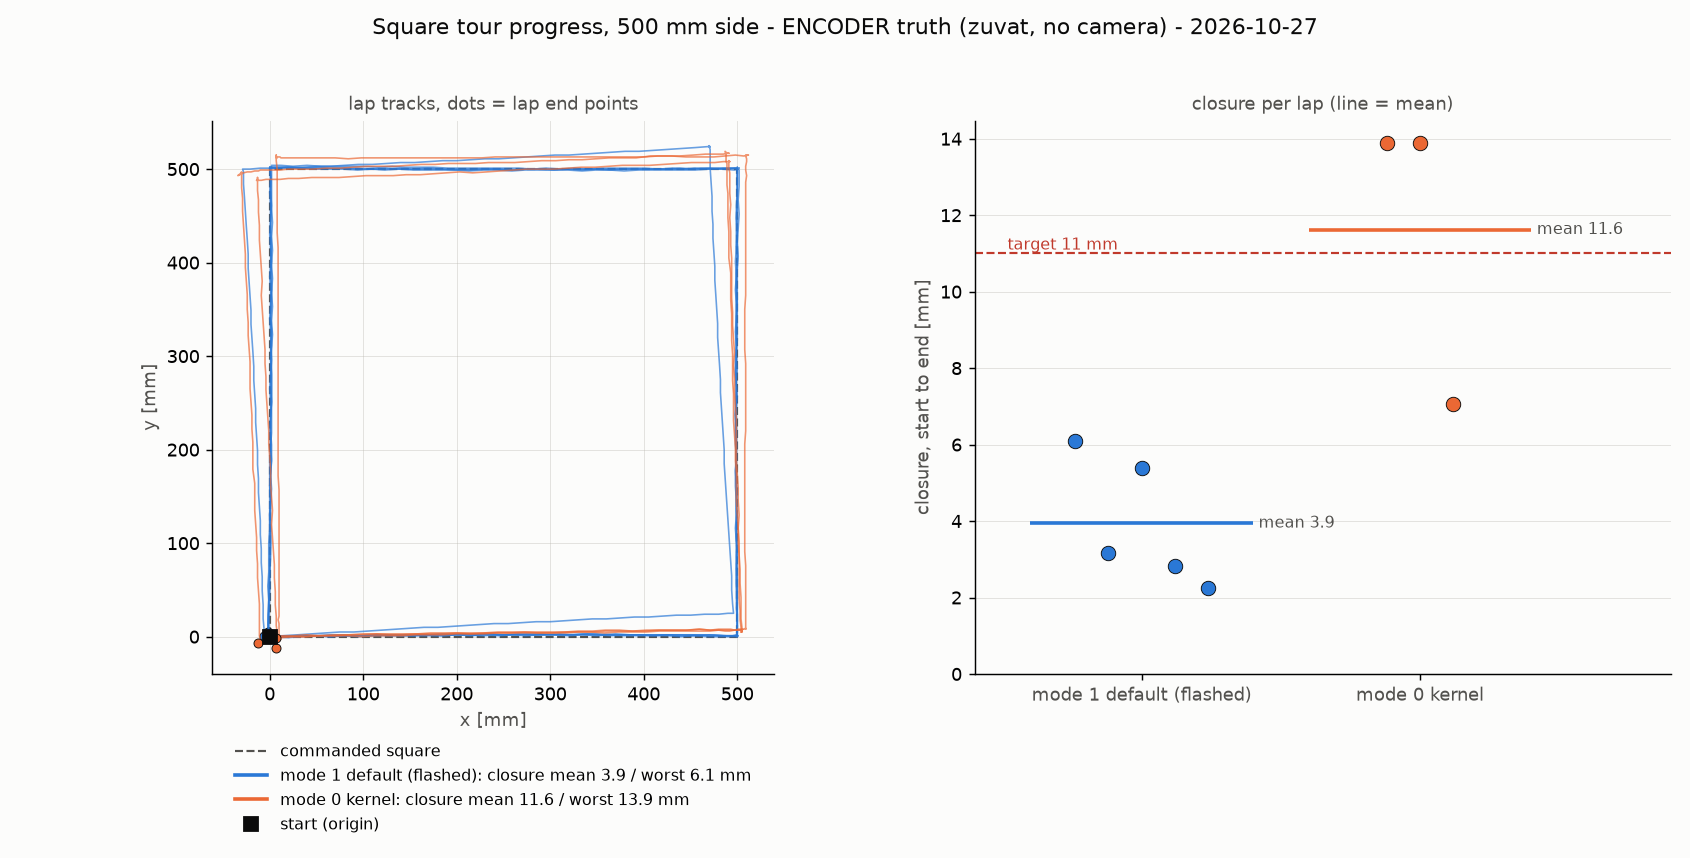 Square tour progress, 500 mm side - ENCODER truth (zuvat, no camera) - 2026-10-27
lap tracks, dots = lap end points
500
400
300
200
100
0
y [mm]
0 100 200 300 400 500
x [mm]
commanded square
mode 1 default (flashed): closure mean 3.9 / worst 6.1 mm
mode 0 kernel: closure mean 11.6 / worst 13.9 mm
start (origin)
closure per lap (line = mean)
14
12
10
8
6
4
2
0
closure, start to end [mm]
mean 11.6
target 11 mm
mean 3.9
mode 1 default (flashed) mode 0 kernel